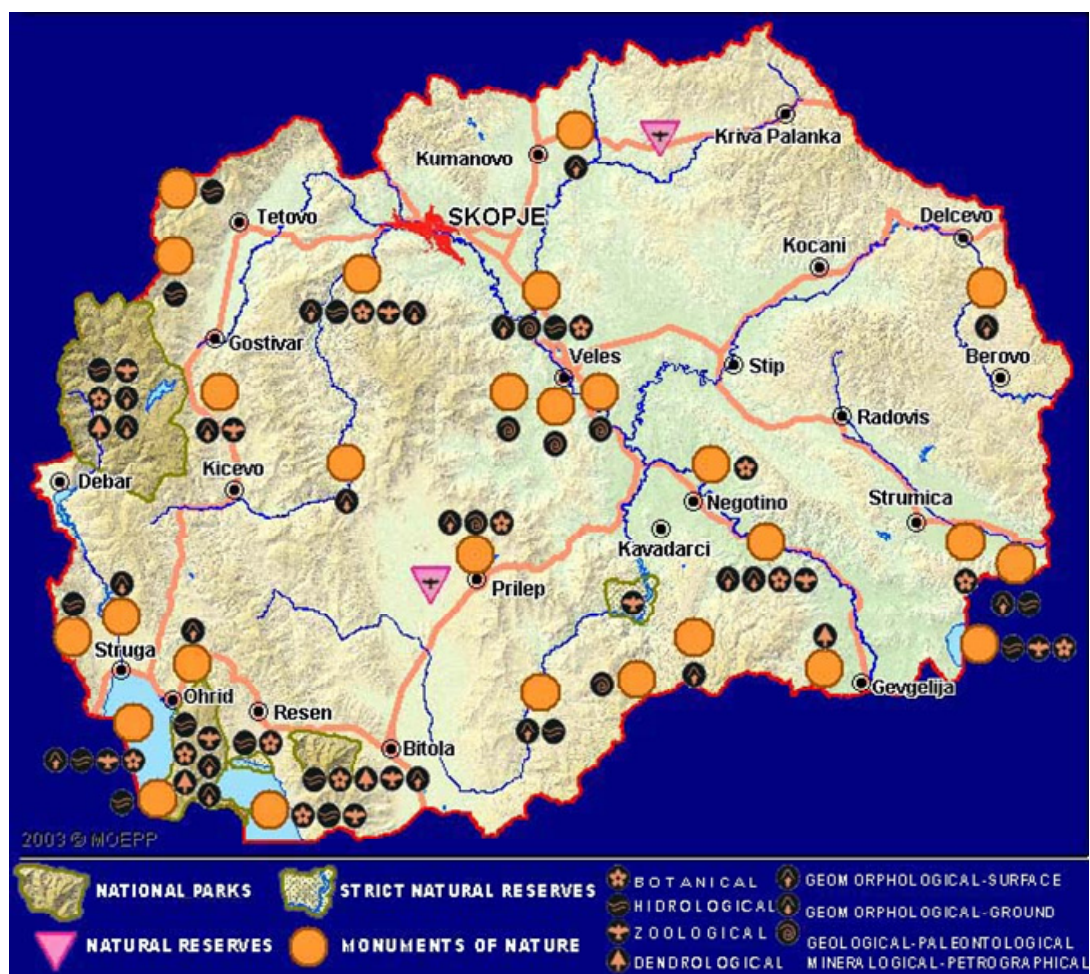 Kriva Palanka
Kumanovo
SKOPJE
Tetovo
Delcevo
Kocani
Gostivar
Veles
Stip
Berovo
Radovis
Debar
Kicevo
Negotino
Strumica
Kavadarci
Prilep
Struga
Ohrid
Resen
Gevgelija
Bitola
2003 © MOEPP
NATIONAL PARKS
STRICT NATURAL RESERVES
NATURAL RESERVES
MONUMENTS OF NATURE
BOTANICAL
HIDROLOGICAL
ZOOLOGICAL
DENDROLOGICAL
GEOMORPHOLOGICAL-SURFACE
GEOMORPHOLOGICAL-GROUND
GEOLOGICAL-PALEONTOLOGICAL
MINERALOGICAL-PETROGRAPHICAL